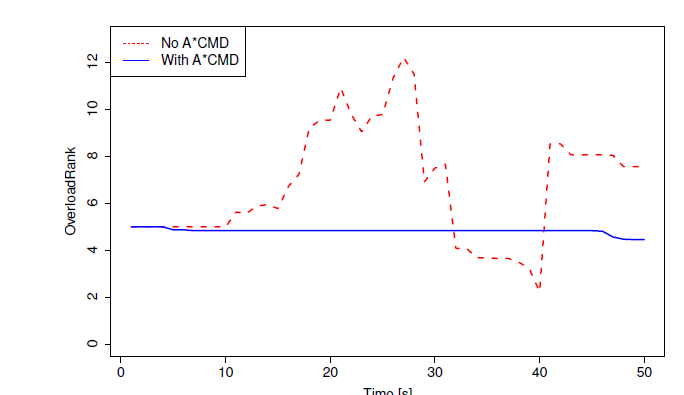 No A*CMD
With A*CMD
OverloadRank
0 2 4 6 8 10 12
0 10 20 30 40 50
Time [s]